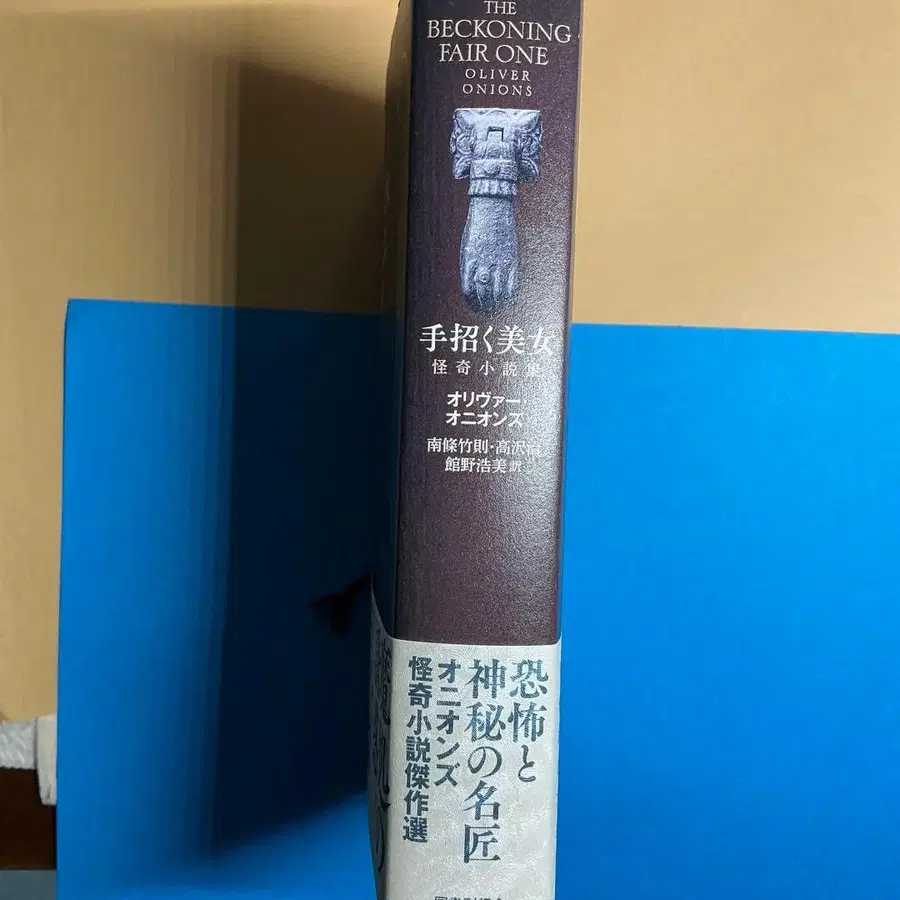 THE
BECKONING
FAIR ONE
OLIVER
ONIONS
手招く美女
怪奇小説集
オリヴァー・
オニオンズ
南條竹則・高沢治
館野浩美 訳
恐怖と
神秘の名匠
オニオンズ
怪奇小説傑作選